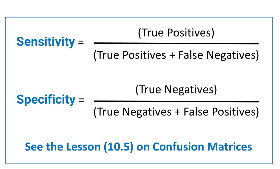 (True Positives)
Sensitivity =
(True Positives + False Negatives)
(True Negatives)
Specificity =
(True Negatives + False Positives)
See the Lesson (10.5) on Confusion Matrices